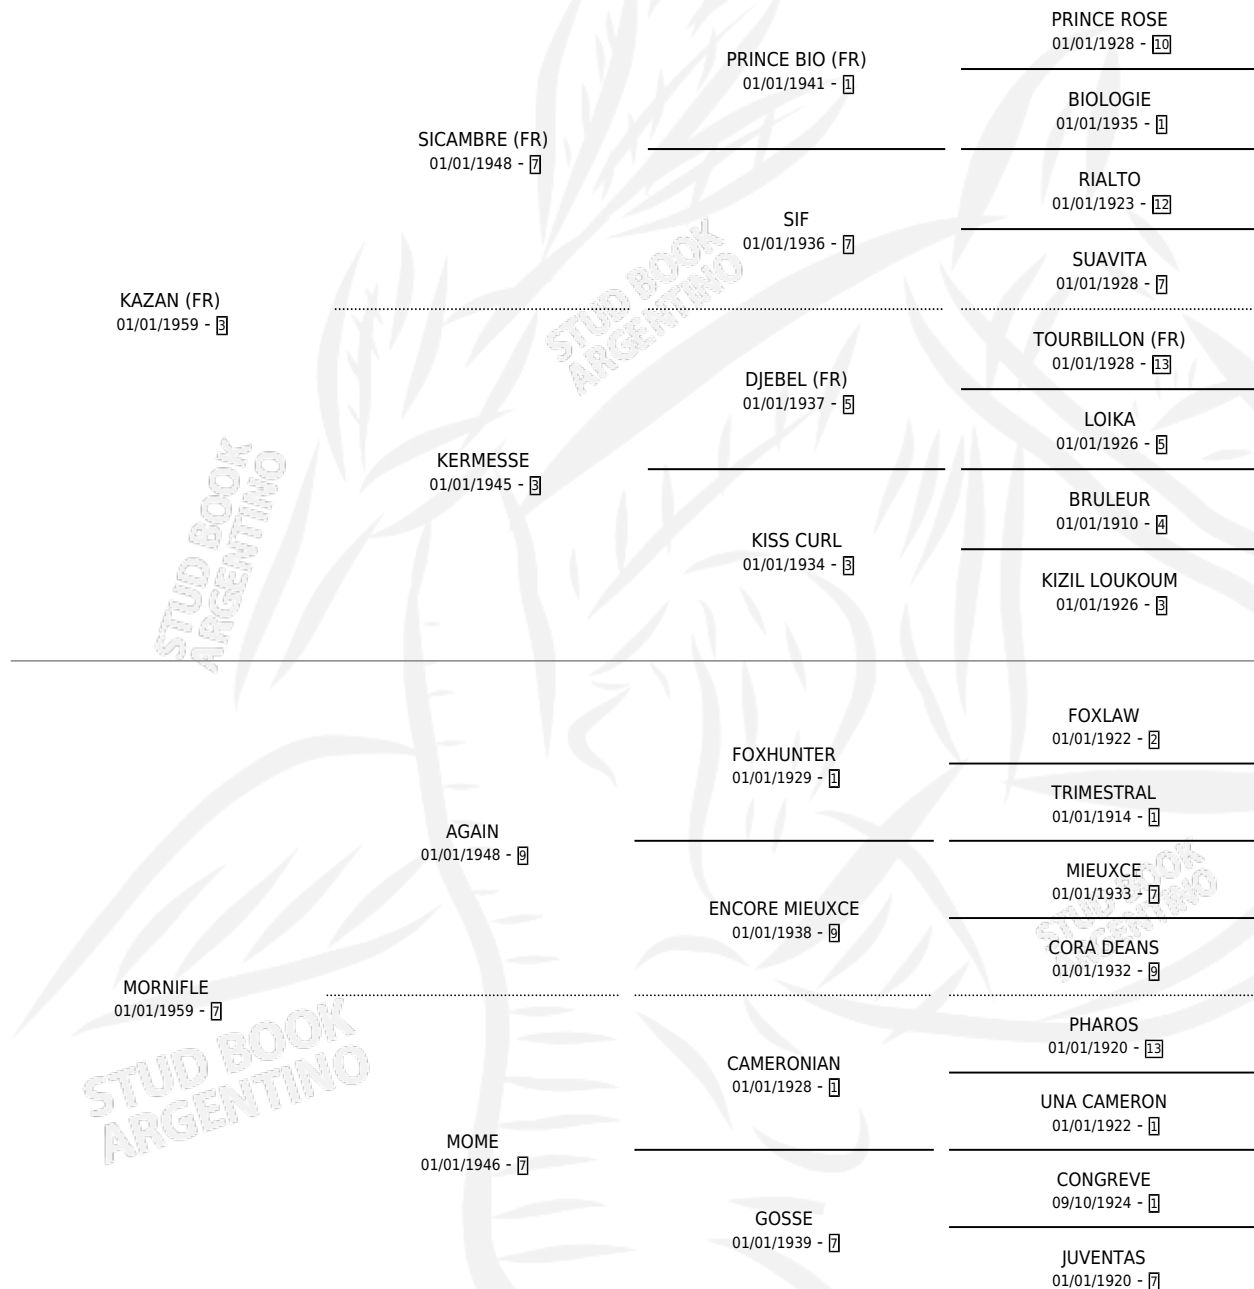 PRINCE ROSE
01/01/1928 - 10
PRINCE BIO (FR)
01/01/1941 - 1
BIOLOGIE
01/01/1935 - 1
SICAMBRE (FR)
01/01/1948 - 7
RIALTO
01/01/1923 - 12
SIF
01/01/1936 - 7
SUAVITA
01/01/1928 - 7
STUD BOOK
ARGENTINO
KAZAN (FR)
01/01/1959 - 3
TOURBILLON (FR)
01/01/1928 - 13
DJEBEL (FR)
01/01/1937 - 5
LOIKA
01/01/1926 - 5
KERMESSE
01/01/1945 - 3
BRULEUR
01/01/1910 - 4
KISS CURL
01/01/1934 - 3
KIZIL LOUKOUM
01/01/1926 - 3
STUD BOOK
ARGENTINO
FOXLAW
01/01/1922 - 2
FOXHUNTER
01/01/1929 - 1
TRIMESTRAL
01/01/1914 - 1
AGAIN
01/01/1948 - 9
MIEUXCE
01/01/1933 - 7
ENCORE MIEUXCE
01/01/1938 - 9
CORA DEANS
01/01/1932 - 9
STUD BOOK
ARGENTINO
MORNIFLE
01/01/1959 - 7
PHAROS
01/01/1920 - 13
CAMERONIAN
01/01/1928 - 1
UNA CAMERON
01/01/1922 - 1
STUD BOOK
ARGENTINO
MOME
01/01/1946 - 7
CONGREVE
09/10/1924 - 1
GOSSE
01/01/1939 - 7
JUVENTAS
01/01/1920 - 7